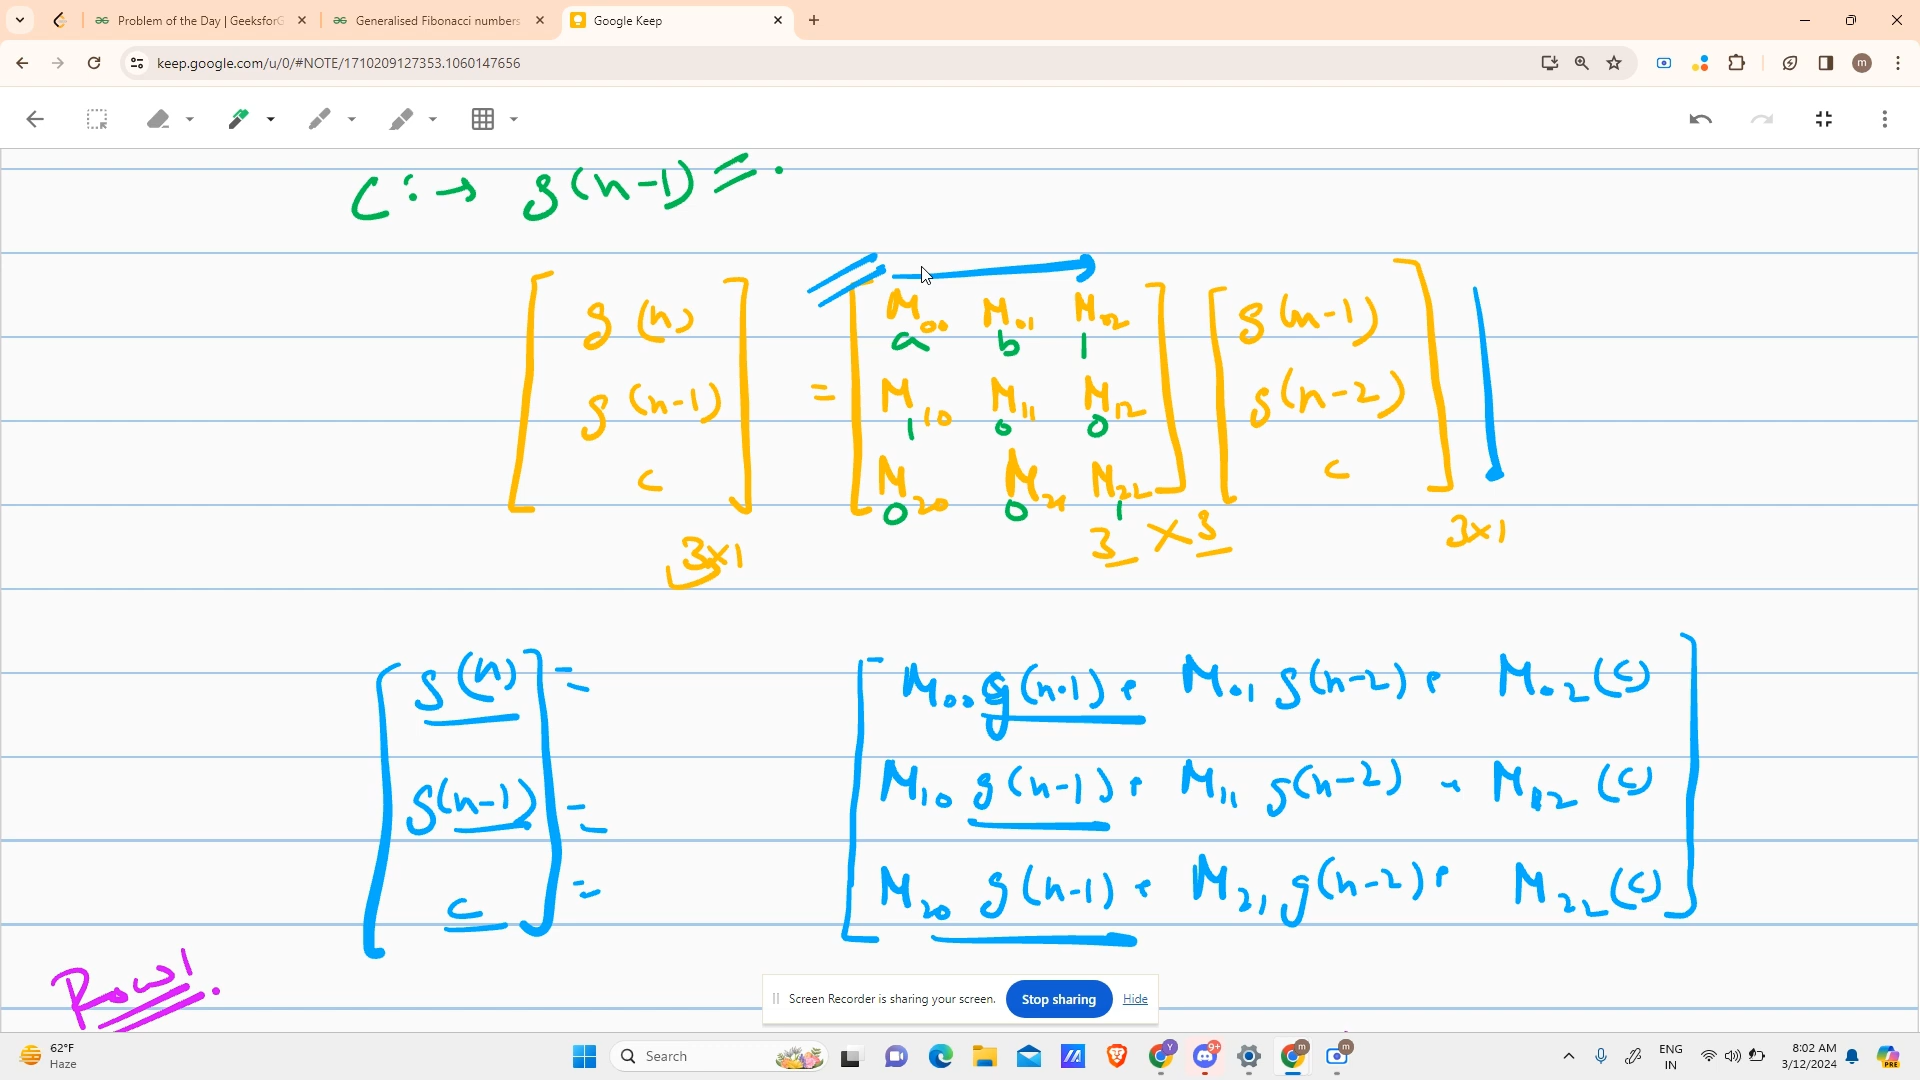 Problem of the Day | GeeksforG
Generalised Fibonacci numbers
Google Keep
keep.google.com/u/0/#NOTE/1710209127353.1060147656
m
C : → g(n-1) = .
g(n) = M00 M01 M02 g(n-1)
a b 1
g(n-1) M10 M11 M12 g(n-2)
1 0 0
c M20 M21 M22 c
0 0 1
3x1 3 x 3 3x1
g(n) = M00 g(n-1) + M01 g(n-2) + M02 (c)
g(n-1) = M10 g(n-1) + M11 g(n-2) + M12 (c)
c = M20 g(n-1) + M21 g(n-2) + M22 (c)
Row1.
Screen Recorder is sharing your screen.
Stop sharing
Hide
62°F
Haze
Search
Y
9+
m
m
ENG
IN
8:02 AM
3/12/2024
PRE